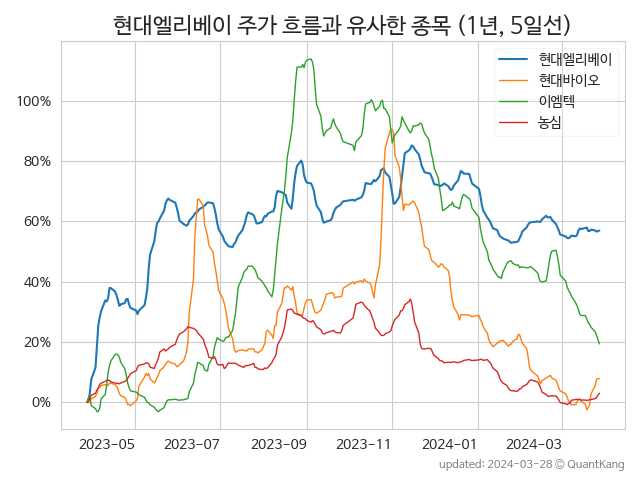 현대엘리베이 주가 흐름과 유사한 종목 (1년, 5일선)
현대엘리베이
현대바이오
이엠텍
농심
100%
80%
60%
40%
20%
0%
2023-05 2023-07 2023-09 2023-11 2024-01 2024-03
updated: 2024-03-28 © QuantKang